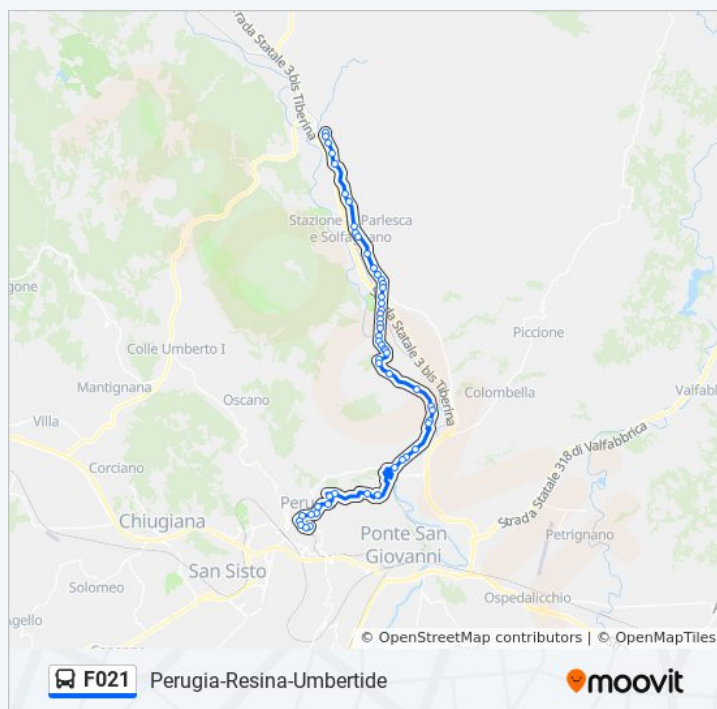 Strada Statale 3 bis Tiberina
Stazione
Parlesca
e Solfagnano
Strada Statale 3 bis Tiberina
Piccione
Colle Umberto I
Mantignana
Colombella
Valfabb
Oscano
Villa
Corciano
Strada Statale 318 di Valfabbrica
Chiugiana
Ponte San
Giovanni
Petrignano
San Sisto
Solomeo
Ospedalicchio
Agello
© OpenStreetMap contributors | © OpenMapTiles
F021
Perugia-Resina-Umbertide
moovit